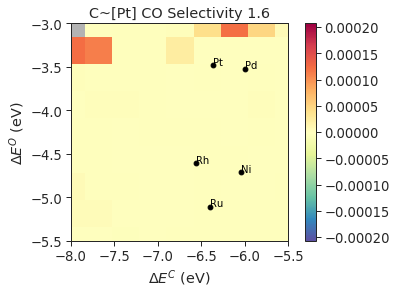 C~[Pt] CO Selectivity 1.6
ΔE^O (eV)
−3.0
−3.5
−4.0
−4.5
−5.0
−5.5
Pt
Pd
Rh
Ni
Ru
−8.0 −7.5 −7.0 −6.5 −6.0 −5.5
ΔE^C (eV)
0.00020
0.00015
0.00010
0.00005
0.00000
−0.00005
−0.00010
−0.00015
−0.00020